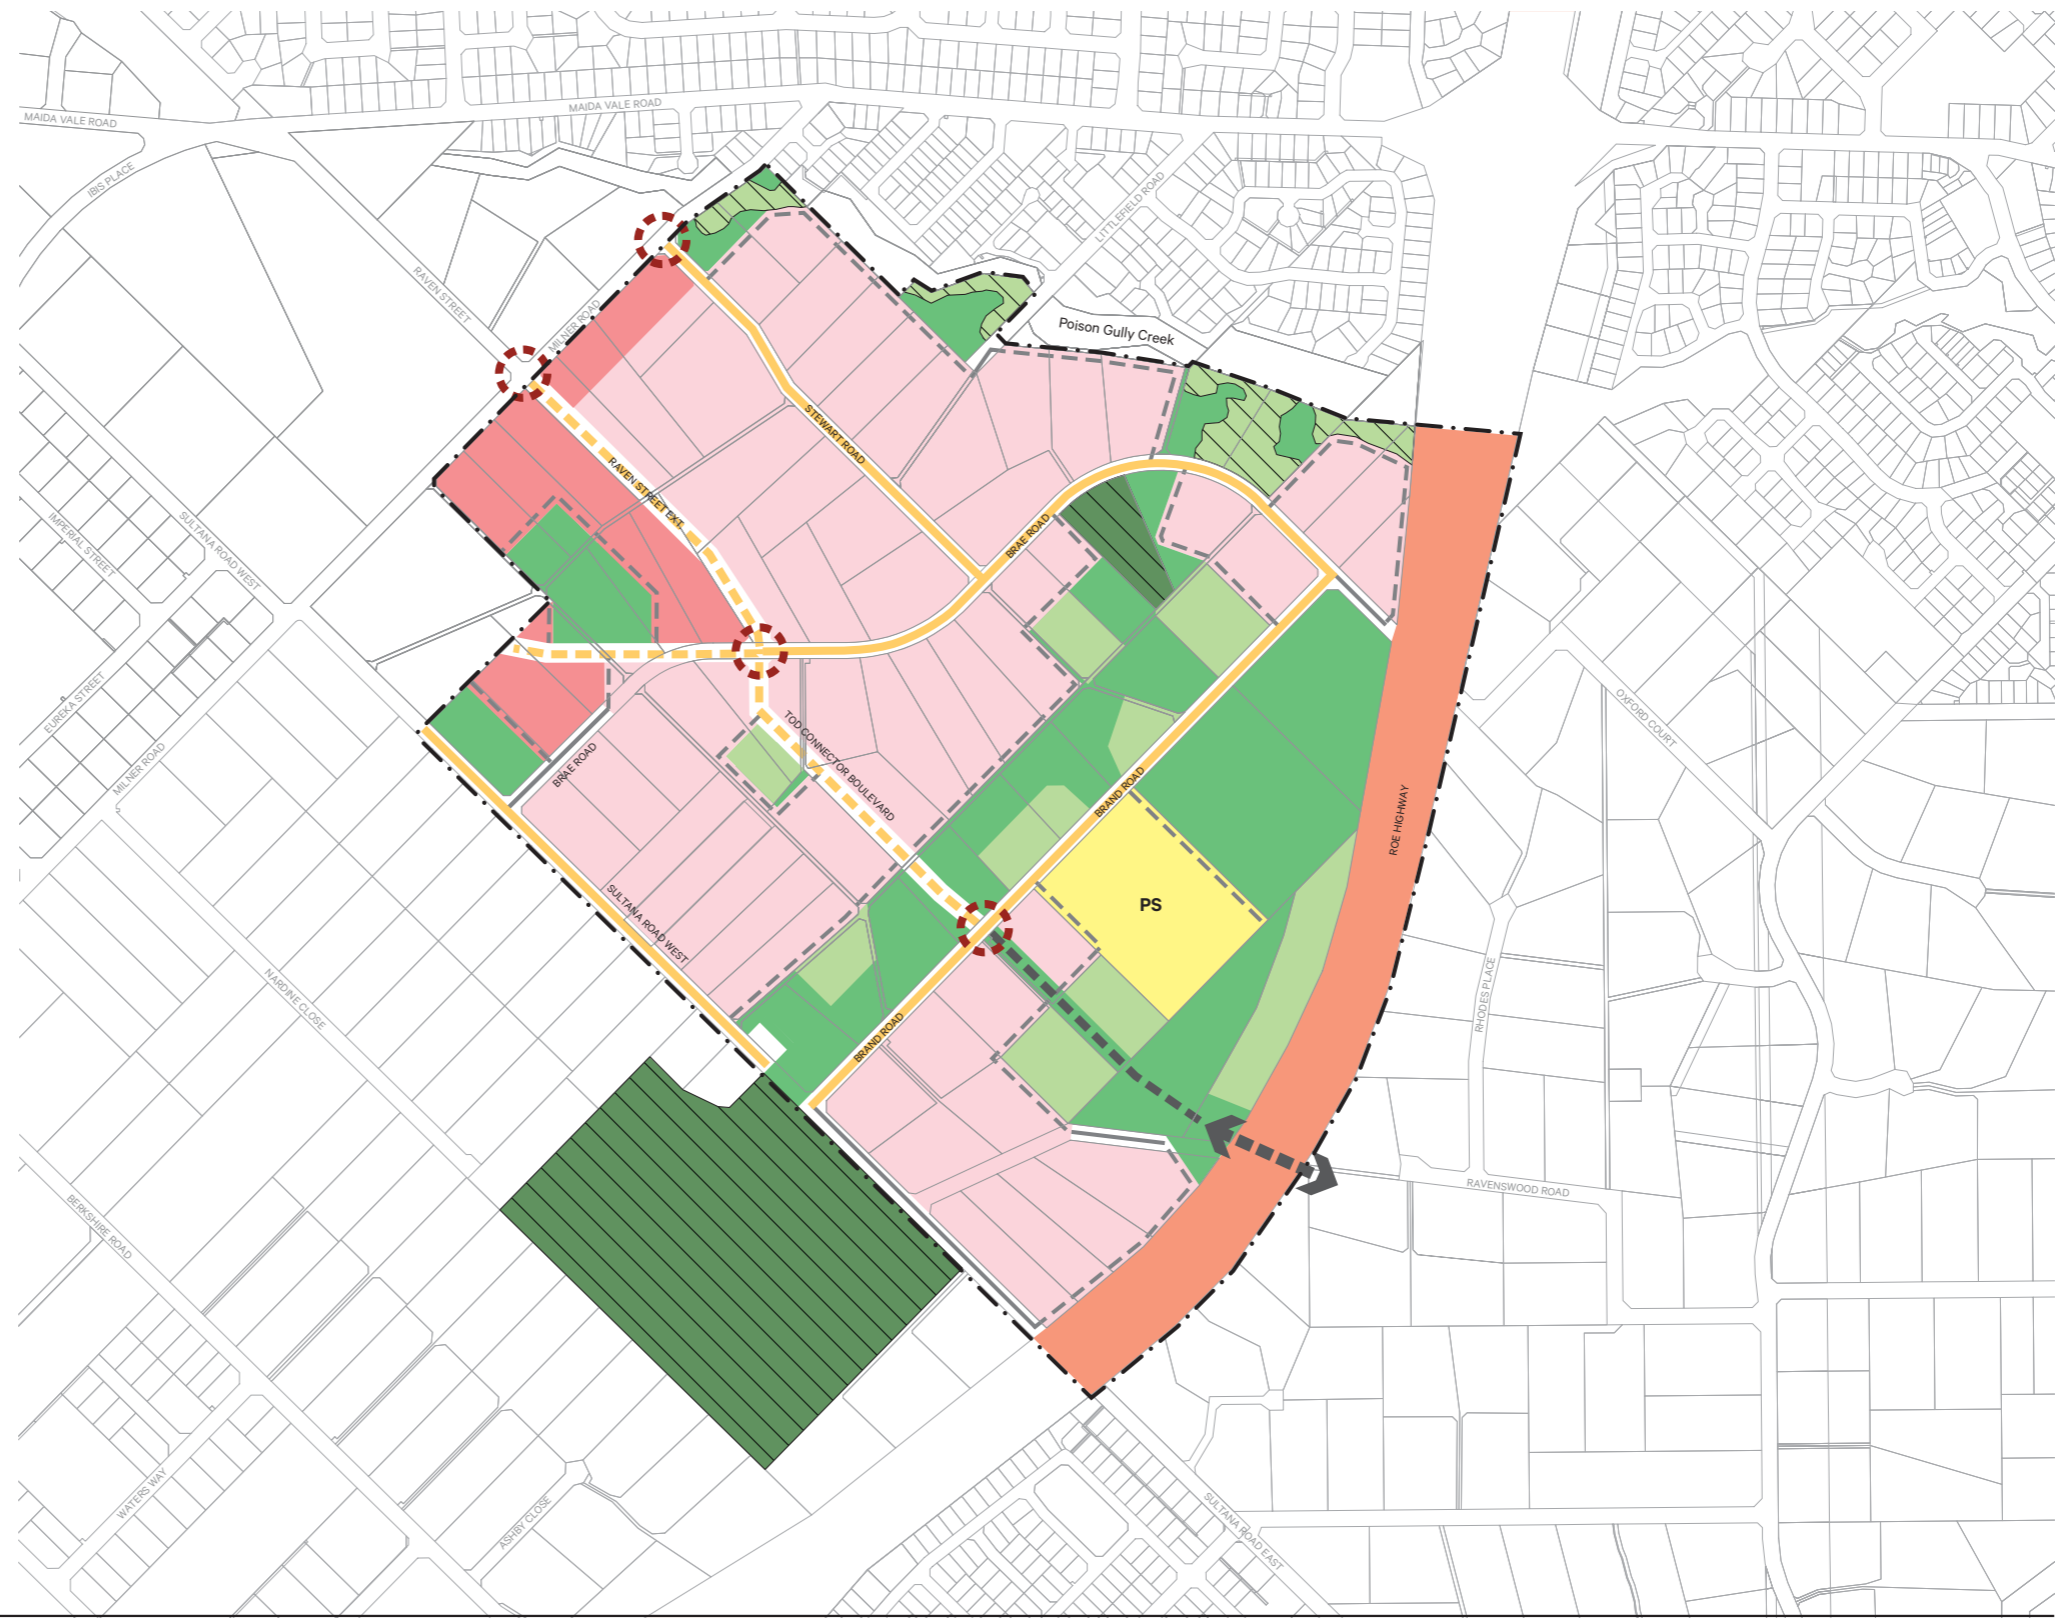 MAIDA VALE ROAD
MAIDA VALE ROAD
IBIS PLACE
LITTLEFIELD ROAD
RAVEN STREET
MILNER ROAD
Poison Gully Creek
STEWART ROAD
RAVEN STREET EXT.
BRAE ROAD
IMPERIAL STREET
SULTANA ROAD WEST
EUREKA STREET
MILNER ROAD
OXFORD COURT
TOD CONNECTOR BOULEVARD
BRAE ROAD
BRAND ROAD
ROE HIGHWAY
PS
SULTANA ROAD WEST
NARDINE CLOSE
RHODES PLACE
BRAND ROAD
RAVENSWOOD ROAD
BERKSHIRE ROAD
WATERS WAY
ASHBY CLOSE
SULTANA ROAD EAST